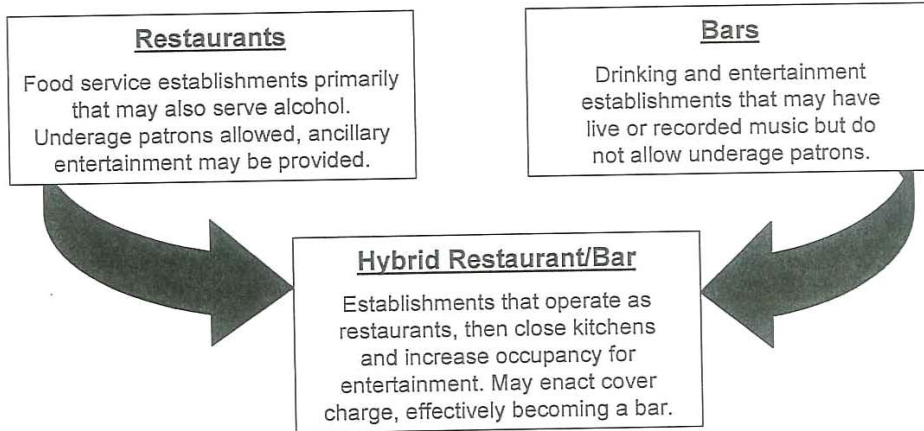 Restaurants
Food service establishments primarily
that may also serve alcohol.
Underage patrons allowed, ancillary
entertainment may be provided.
Bars
Drinking and entertainment
establishments that may have
live or recorded music but do
not allow underage patrons.
Hybrid Restaurant/Bar
Establishments that operate as
restaurants, then close kitchens
and increase occupancy for
entertainment. May enact cover
charge, effectively becoming a bar.